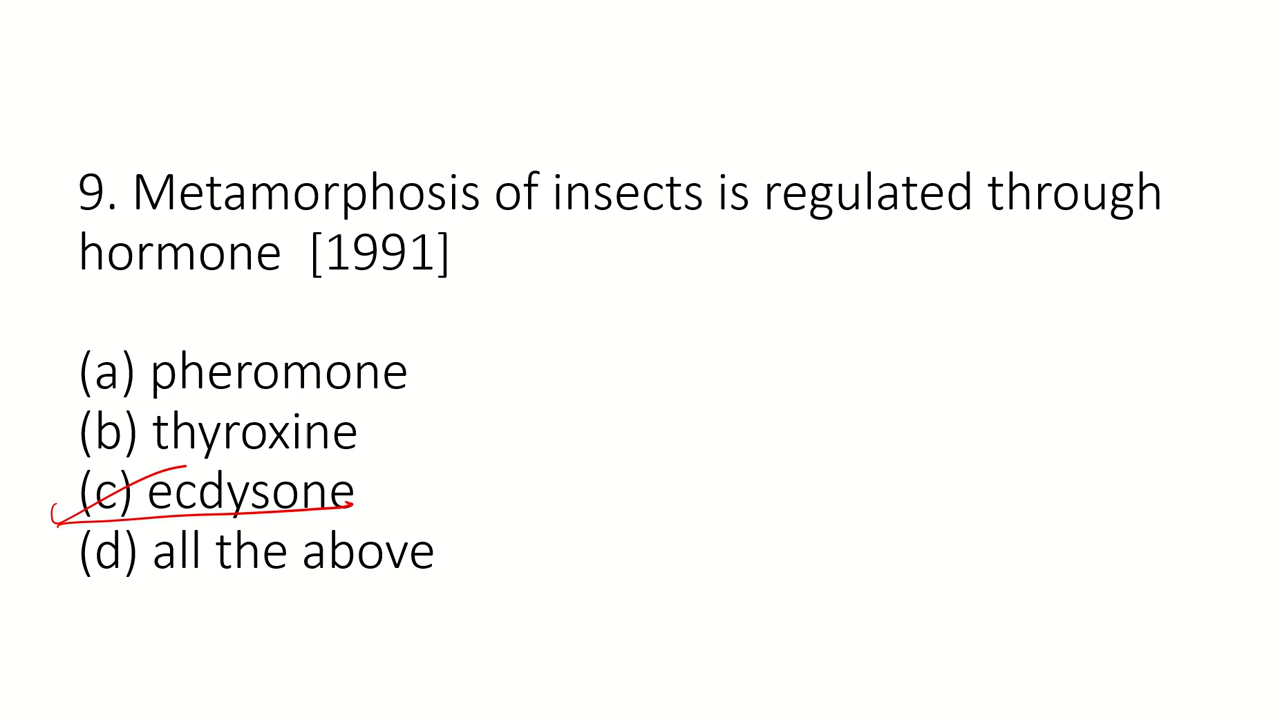 9. Metamorphosis of insects is regulated through
hormone [1991]
(a) pheromone
(b) thyroxine
(c) ecdysone
(d) all the above